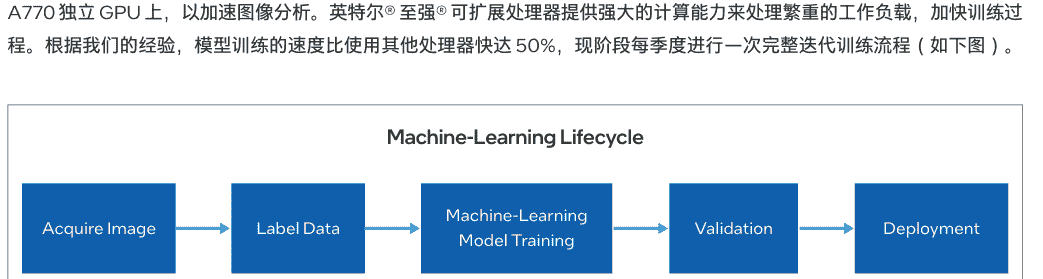 A770 独立 GPU 上，以加速图像分析。英特尔® 至强® 可扩展处理器提供强大的计算能力来处理繁重的工作负载，加快训练过
程。根据我们的经验，模型训练的速度比使用其他处理器快达 50%，现阶段每季度进行一次完整迭代训练流程（如下图）。
Machine-Learning Lifecycle
Acquire Image
Label Data
Machine-Learning
Model Training
Validation
Deployment